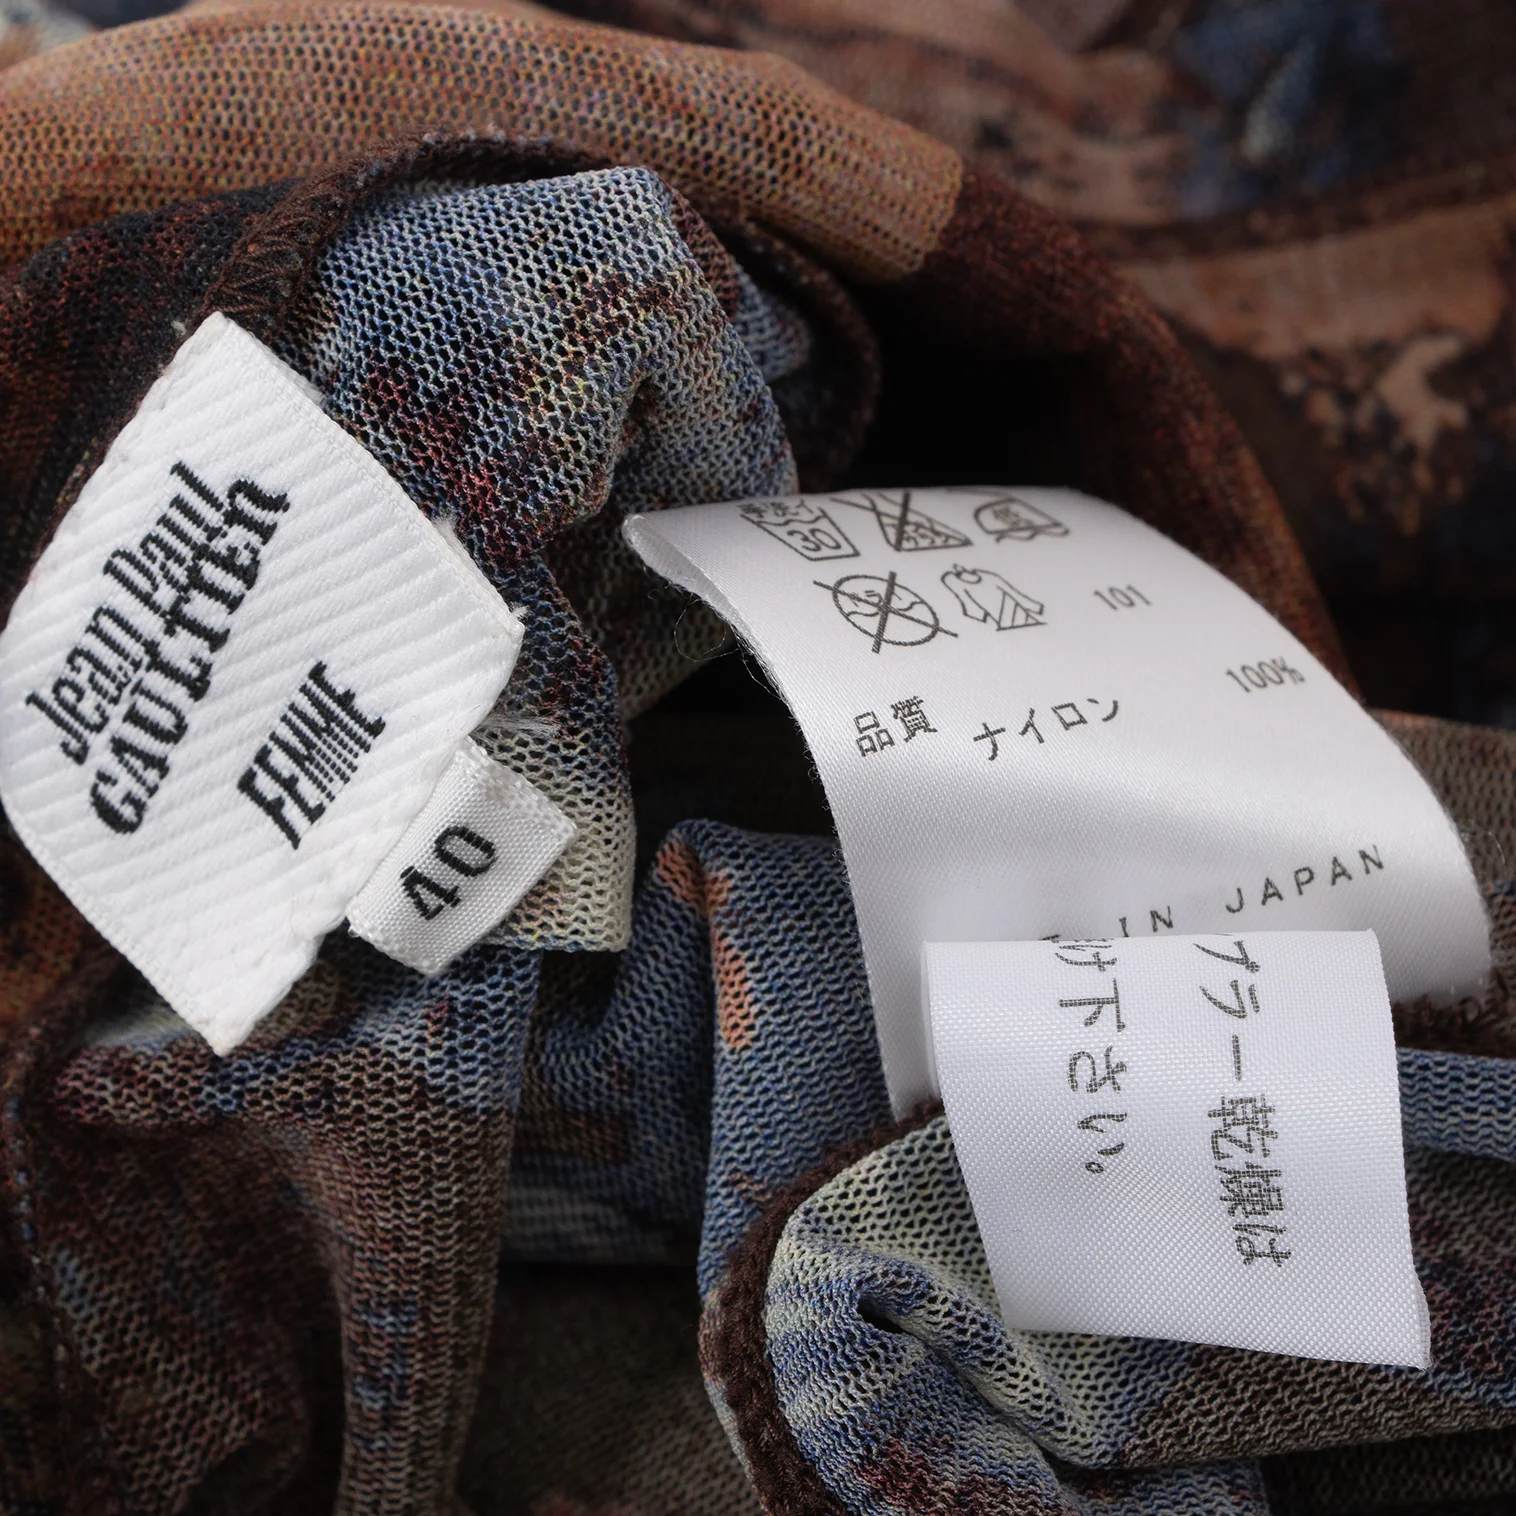 Jean Paul
GAULTIER
FEMME
40
30
101
品質 ナイロン 100%
IN JAPAN
ブラー乾燥は
け下さい。